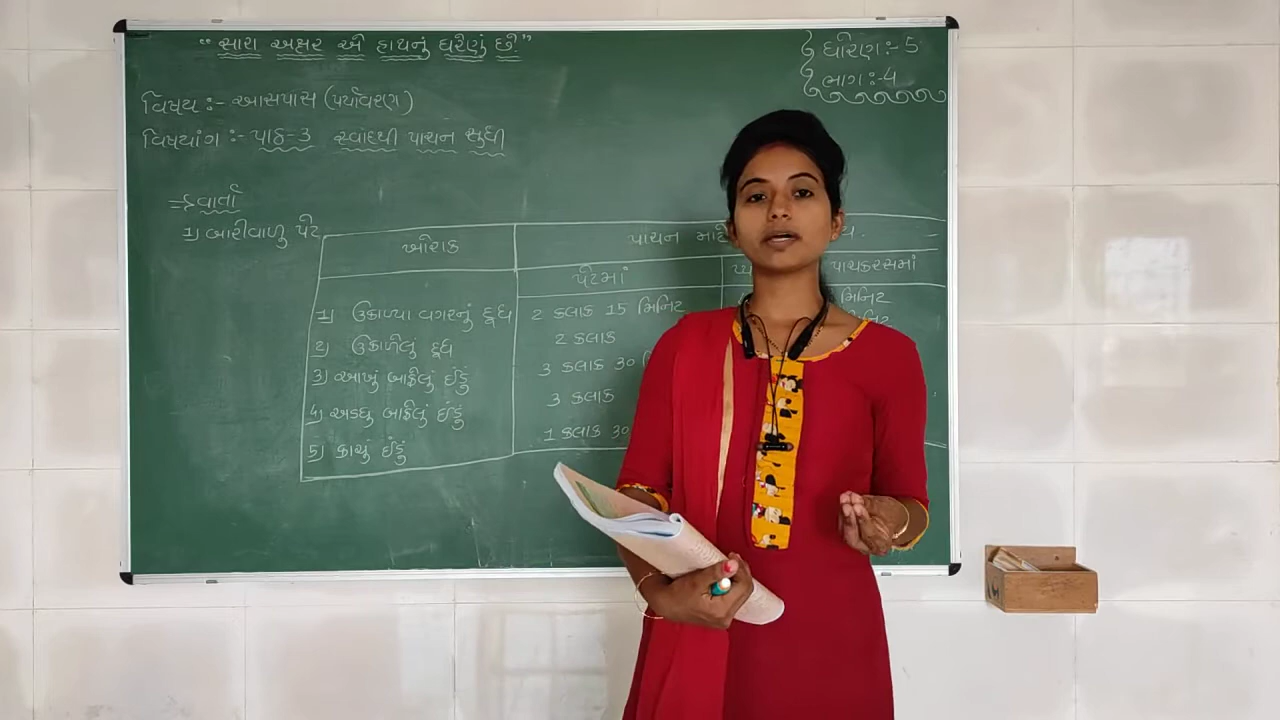 "સારા અક્ષર એ હાથનું ઘરેણું છે."
ધોરણ:- 5
ભાગ:-4
વિષય :- આસપાસ (પર્યાવરણ)
વિષયાંગ :- પાઠ-3 સ્વાદથી પાચન સુધી
⇒ વાર્તા
1) બારીવાળુ પેટ
ખોરાક પાચન માટે
પેટમાં પાચકરસમાં
1) ઉકાળ્યા વગરનું દૂધ 2 કલાક 15 મિનિટ મિનિટ
2) ઉકાળેલુ દૂધ 2 કલાક
3) આખું બાફેલું ઈંડું 3 કલાક 30
4) અડધુ બાફેલું ઈંડું 3 કલાક
5) કાચું ઈંડું 1 કલાક 30